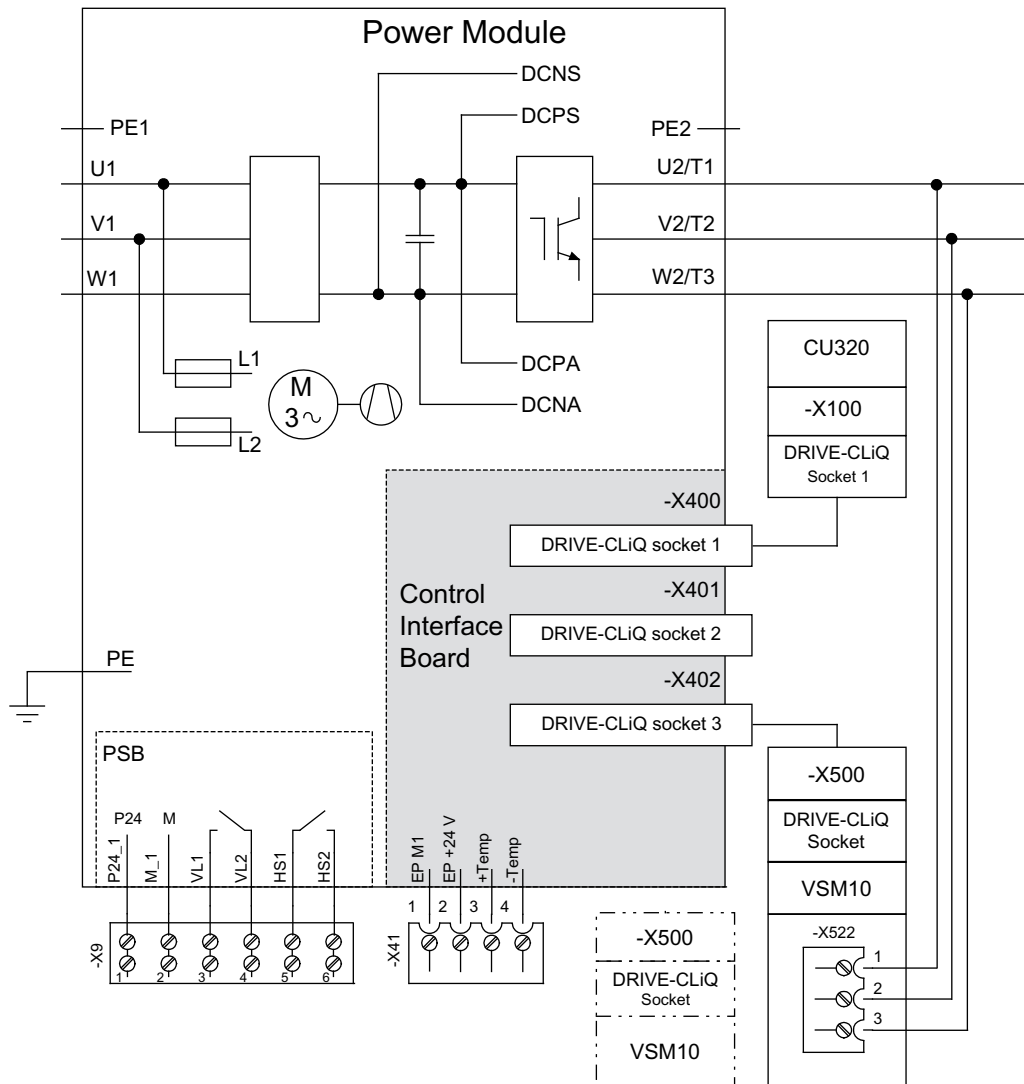 Power Module
DCNS
DCPS
PE1
PE2
U1
U2/T1
V1
V2/T2
W1
W2/T3
CU320
-X100
DRIVE-CLiQ
Socket 1
L1
L2
M
3∿
DCPA
DCNA
-X400
DRIVE-CLiQ socket 1
-X401
DRIVE-CLiQ socket 2
-X402
DRIVE-CLiQ socket 3
Control
Interface
Board
PE
PSB
P24
M
P24_1
M_1
VL1
VL2
HS1
HS2
-X9
1
2
3
4
5
6
EP M1
EP +24 V
+Temp
-Temp
1
2
3
4
-X41
-X500
DRIVE-CLiQ
Socket
VSM10
-X500
DRIVE-CLiQ
Socket
VSM10
-X522
1
2
3